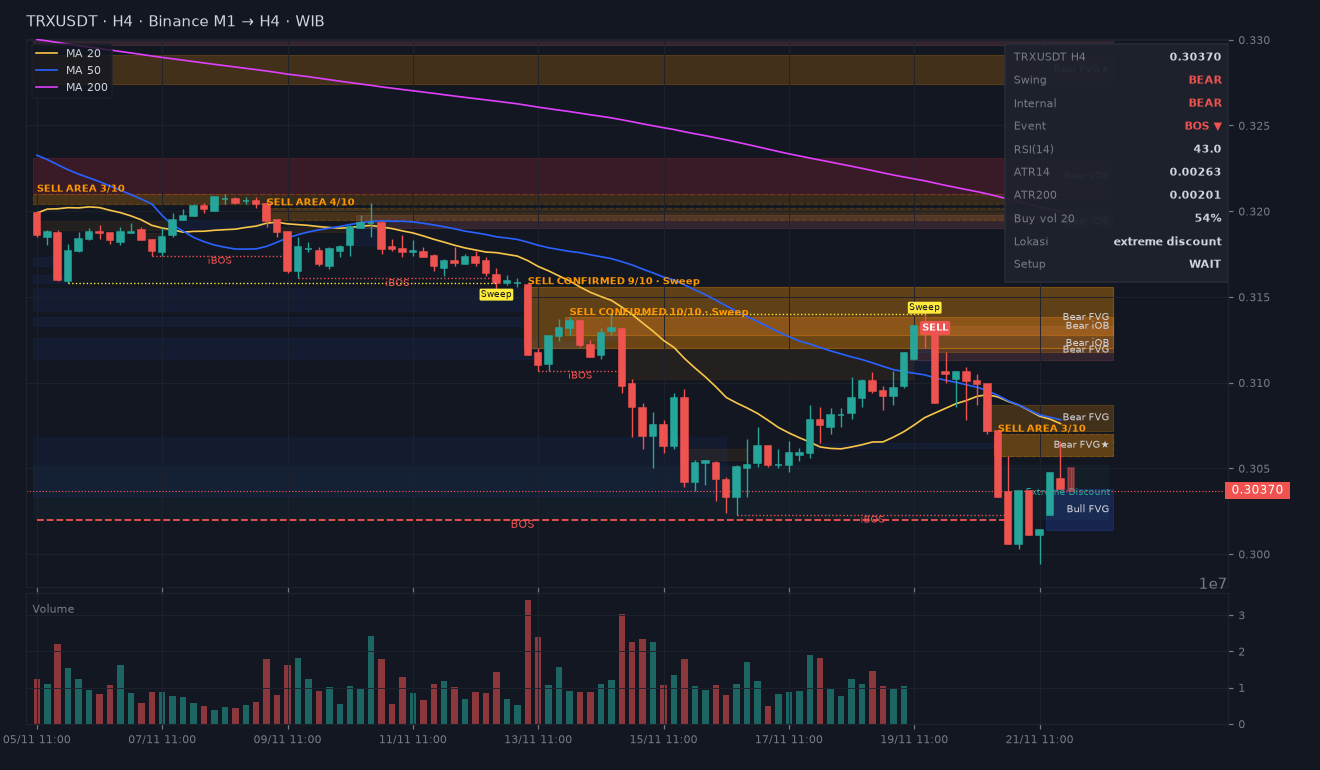 TRXUSDT · H4 · Binance M1 → H4 · WIB
MA 20
MA 50
MA 200
TRXUSDT H4 0.30370
Swing BEAR
Internal BEAR
Event BOS ▼
RSI(14) 43.0
ATR14 0.00263
ATR200 0.00201
Buy vol 20 54%
Lokasi extreme discount
Setup WAIT
SELL AREA 3/10
SELL AREA 4/10
iBOS
iBOS
Sweep
SELL CONFIRMED 9/10 · Sweep
SELL CONFIRMED 10/10 · Sweep
Sweep
SELL
Bear FVG
Bear iOB
Bear iOB
Bear FVG
iBOS
Bear FVG
SELL AREA 3/10
Bear FVG★
Extreme Discount
Bull FVG
BOS
iBOS
0.330
0.325
0.320
0.315
0.310
0.305
0.30370
0.300
1e7
Volume
3
2
1
0
05/11 11:00 07/11 11:00 09/11 11:00 11/11 11:00 13/11 11:00 15/11 11:00 17/11 11:00 19/11 11:00 21/11 11:00